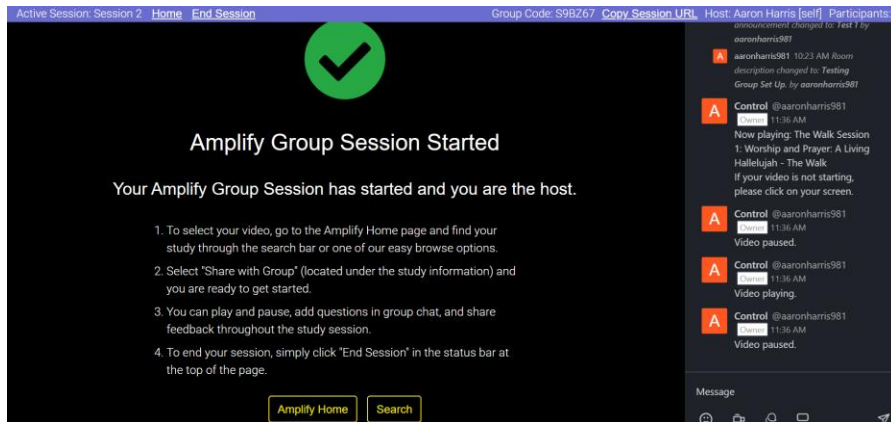 Active Session: Session 2 Home End Session Group Code: S9BZ67 Copy Session URL Host: Aaron Harris [self] Participants:
Amplify Group Session Started
Your Amplify Group Session has started and you are the host.
1. To select your video, go to the Amplify Home page and find your
study through the search bar or one of our easy browse options.
2. Select "Share with Group" (located under the study information) and
you are ready to get started.
3. You can play and pause, add questions in group chat, and share
feedback throughout the study session.
4. To end your session, simply click "End Session" in the status bar at
the top of the page.
Amplify Home Search
announcement changed to: Test 1 by
aaronharris981
A aaronharris981 10:23 AM Room
description changed to: Testing
Group Set Up. by aaronharris981
A Control @aaronharris981
Owner 11:36 AM
Now playing: The Walk Session
1: Worship and Prayer: A Living
Hallelujah - The Walk
If your video is not starting,
please click on your screen.
A Control @aaronharris981
Owner 11:36 AM
Video paused.
A Control @aaronharris981
Owner 11:36 AM
Video playing.
A Control @aaronharris981
Owner 11:36 AM
Video paused.
Message